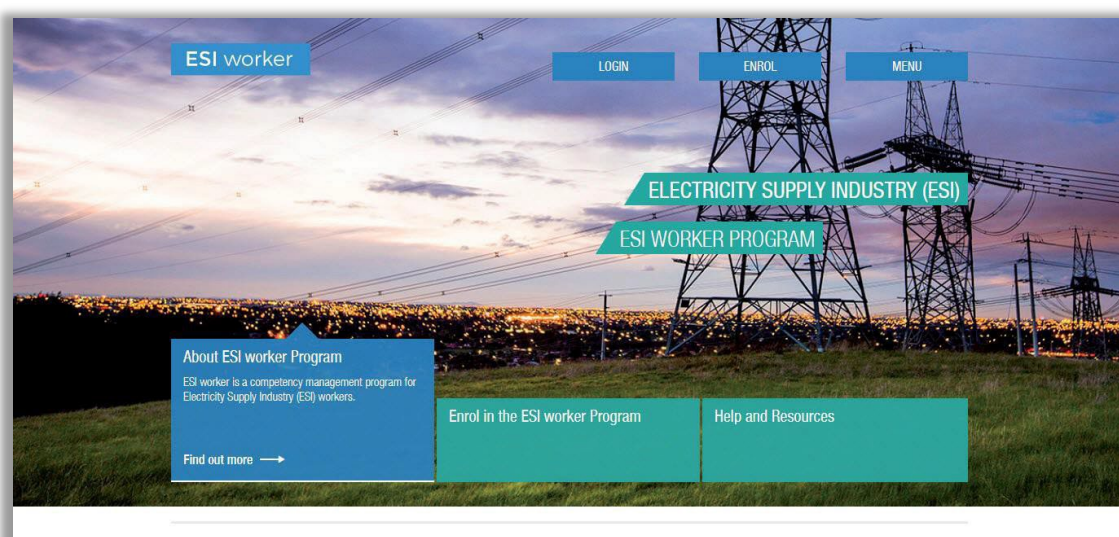 ESI worker
LOGIN
ENROL
MENU
ELECTRICITY SUPPLY INDUSTRY (ESI)
ESI WORKER PROGRAM
About ESI worker Program
ESI worker is a competency management program for
Electricity Supply Industry (ESI) workers.
Find out more
Enrol in the ESI worker Program
Help and Resources